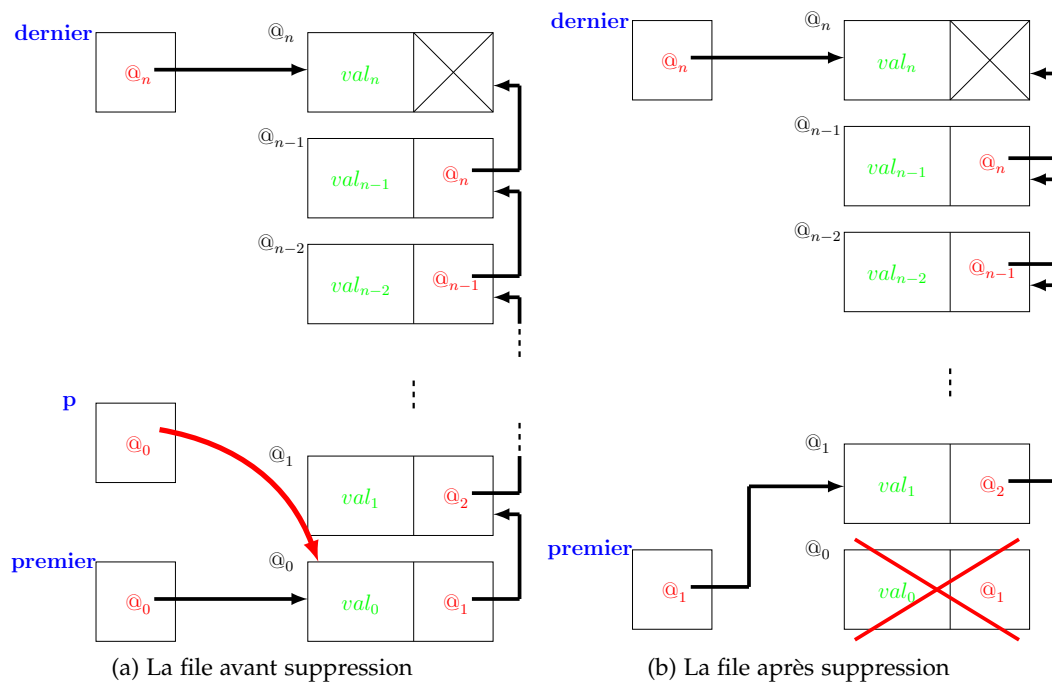 dernier
@n
@n
valn
@n−1
valn−1
@n
@n−2
valn−2
@n−1
p
@0
@1
val1
@2
premier
@0
@0
val0
@1
(a) La file avant suppression
dernier
@n
@n
valn
@n−1
valn−1
@n
@n−2
valn−2
@n−1
@1
val1
@2
premier
@1
@0
val0
@1
(b) La file après suppression